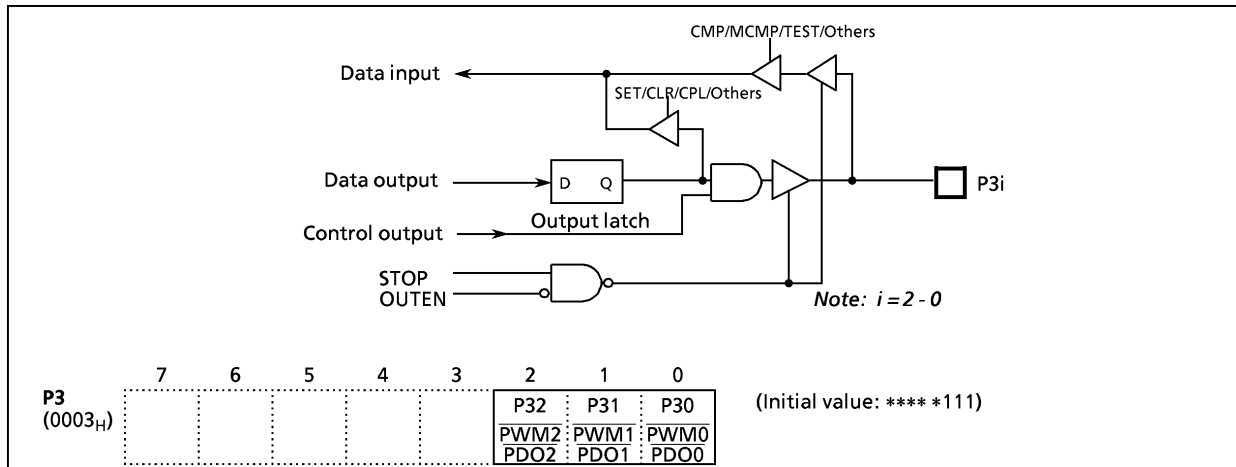 CMP/MCMP/TEST/Others
Data input
SET/CLR/CPL/Others
Data output
D Q
P3i
Output latch
Control output
STOP
OUTEN
Note: i = 2 - 0
7 6 5 4 3 2 1 0
P3
(0003H)
P32 P31 P30
(Initial value: **** *111)
PWM2 PWM1 PWM0
PDO2 PDO1 PDO0